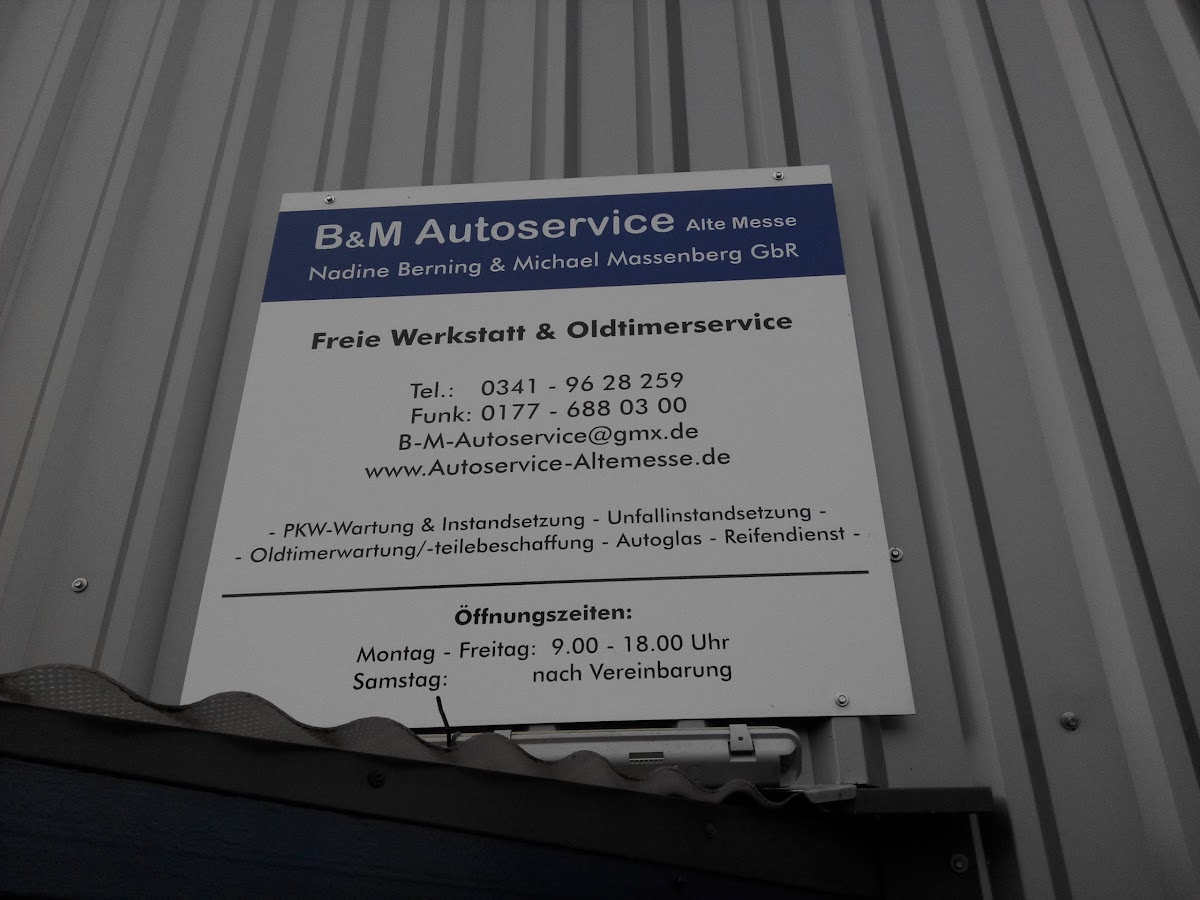 B&M Autoservice Alte Messe
Nadine Berning & Michael Massenberg GbR
Freie Werkstatt & Oldtimerservice
Tel.: 0341 - 96 28 259
Funk: 0177 - 688 03 00
B-M-Autoservice@gmx.de
www.Autoservice-Altemesse.de
- PKW-Wartung & Instandsetzung - Unfallinstandsetzung -
- Oldtimerwartung/-teilebeschaffung - Autoglas - Reifendienst -
Öffnungszeiten:
Montag - Freitag: 9.00 - 18.00 Uhr
Samstag: nach Vereinbarung